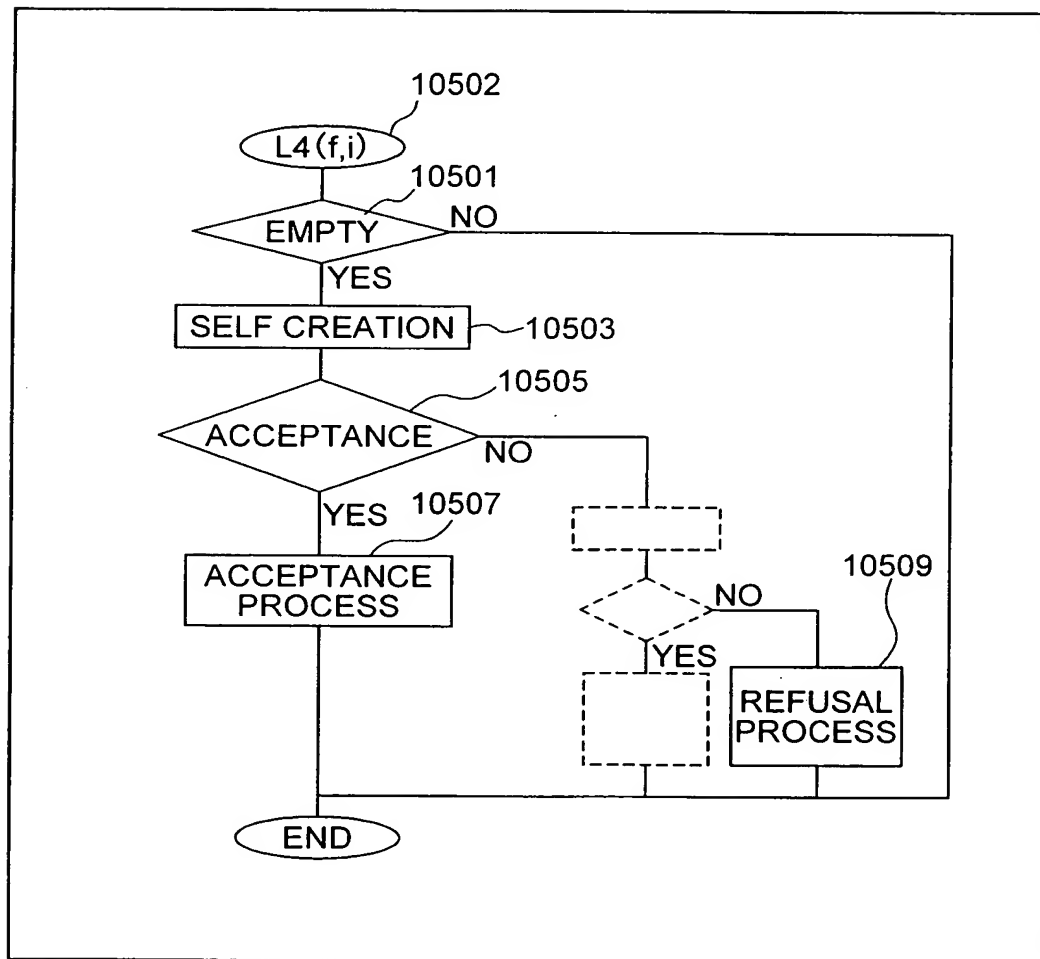 10502
L4(f,i)
10501
EMPTY
NO
YES
SELF CREATION
10503
10505
ACCEPTANCE
NO
YES
10507
ACCEPTANCE
PROCESS
10509
NO
YES
REFUSAL
PROCESS
END